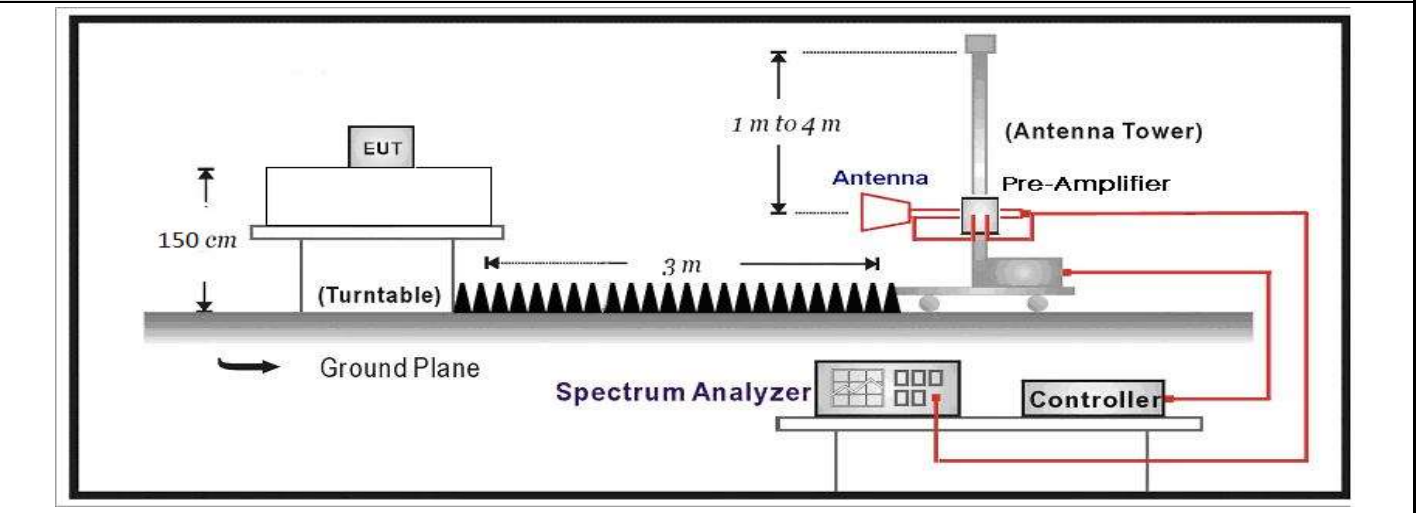 1 m to 4 m
(Antenna Tower)
EUT
Antenna
Pre-Amplifier
150 cm
3 m
(Turntable)
Ground Plane
Spectrum Analyzer
Controller